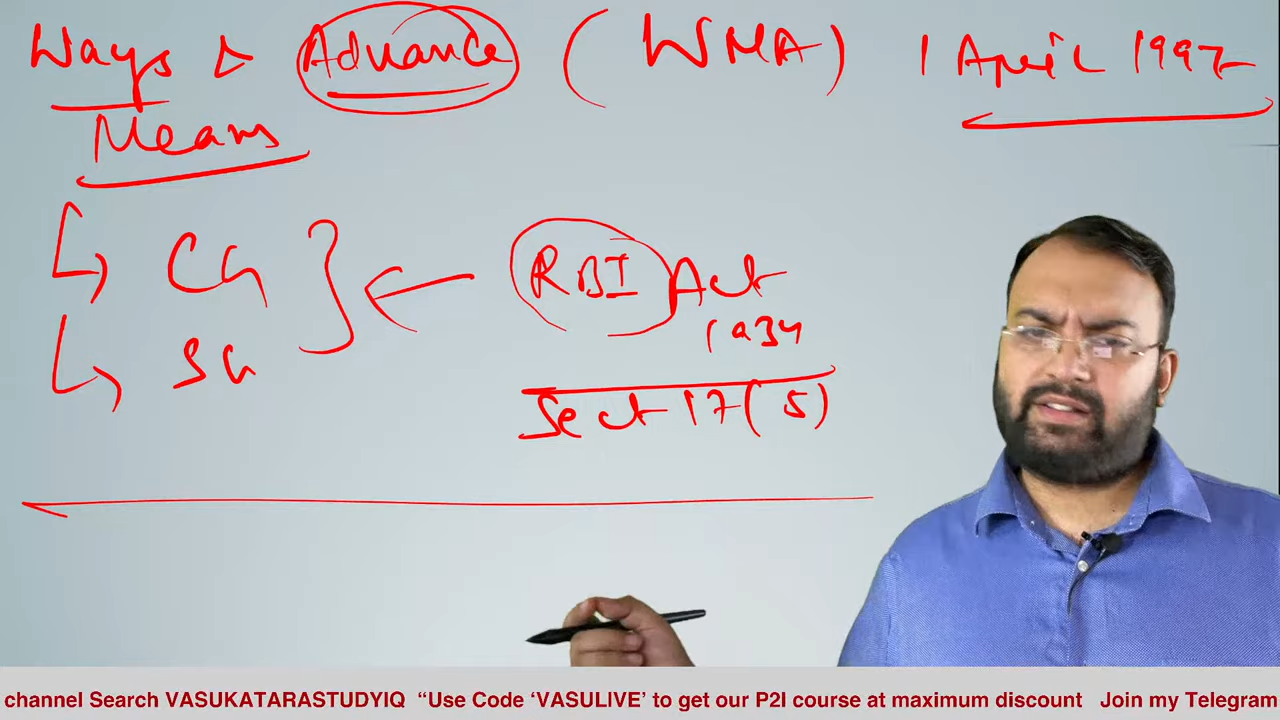 Ways & Advance (WMA) 1 April 1997
Means
CG
SG
RBI Act
1934
Sect 17(5)
channel Search VASUKATARASTUDYIQ “Use Code ‘VASULIVE’ to get our P2I course at maximum discount Join my Telegram